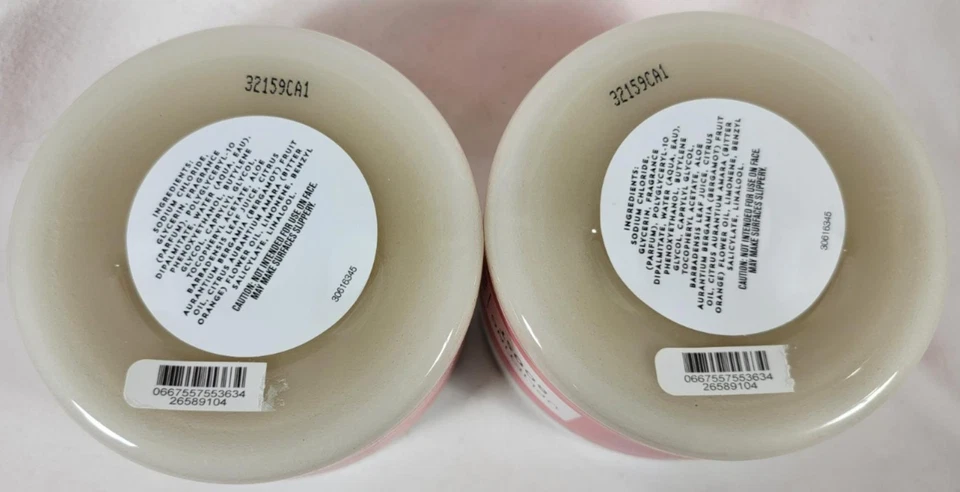 32159CA1
INGREDIENTS:
SODIUM CHLORIDE,
GLYCERIN, FRAGRANCE
(PARFUM), POLYGLYCERYL-10
DIPALMITATE, WATER (AQUA, EAU),
PHENOXYETHANOL, BUTYLENE
GLYCOL, CAPRYLYL GLYCOL,
TOCOPHERYL ACETATE, ALOE
BARBADENSIS LEAF JUICE, CITRUS
AURANTIUM BERGAMIA (BERGAMOT) FRUIT
OIL, CITRUS AURANTIUM AMARA (BITTER
ORANGE) FLOWER OIL, LIMONENE, BENZYL
SALICYLATE, LINALOOL.
CAUTION: NOT INTENDED FOR USE ON FACE.
MAY MAKE SURFACES SLIPPERY.
30616345
0667557553634
26589104
32159CA1
INGREDIENTS:
SODIUM CHLORIDE,
GLYCERIN, FRAGRANCE
(PARFUM), POLYGLYCERYL-10
DIPALMITATE, WATER (AQUA, EAU),
PHENOXYETHANOL, BUTYLENE
GLYCOL, CAPRYLYL GLYCOL,
TOCOPHERYL ACETATE, ALOE
BARBADENSIS LEAF JUICE, CITRUS
AURANTIUM BERGAMIA (BERGAMOT) FRUIT
OIL, CITRUS AURANTIUM AMARA (BITTER
ORANGE) FLOWER OIL, LIMONENE, BENZYL
SALICYLATE, LINALOOL.
CAUTION: NOT INTENDED FOR USE ON FACE.
MAY MAKE SURFACES SLIPPERY.
30616345
0667557553634
26589104